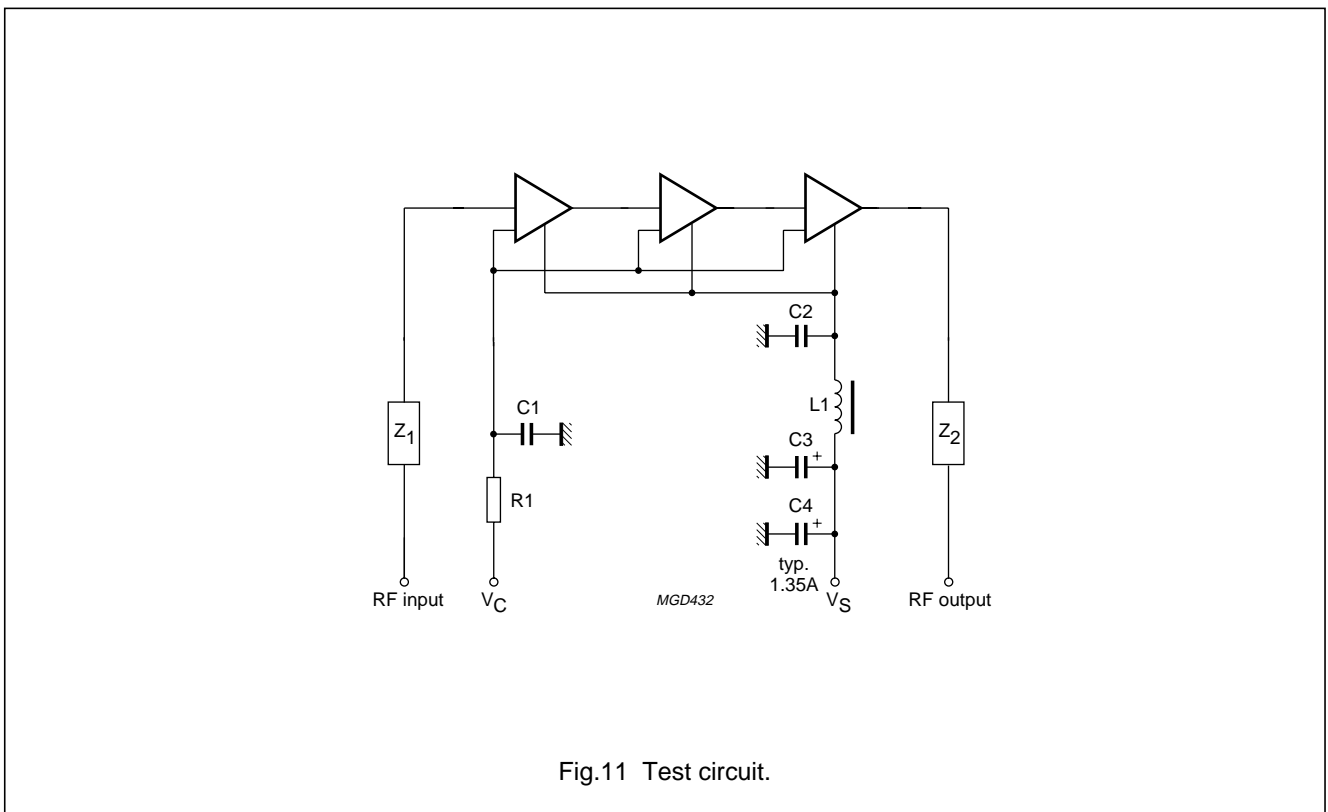 C2
L1
C1
Z1
C3
+
Z2
R1
C4
+
typ.
1.35A
RF input
VC
MGD432
VS
RF output
Fig.11 Test circuit.